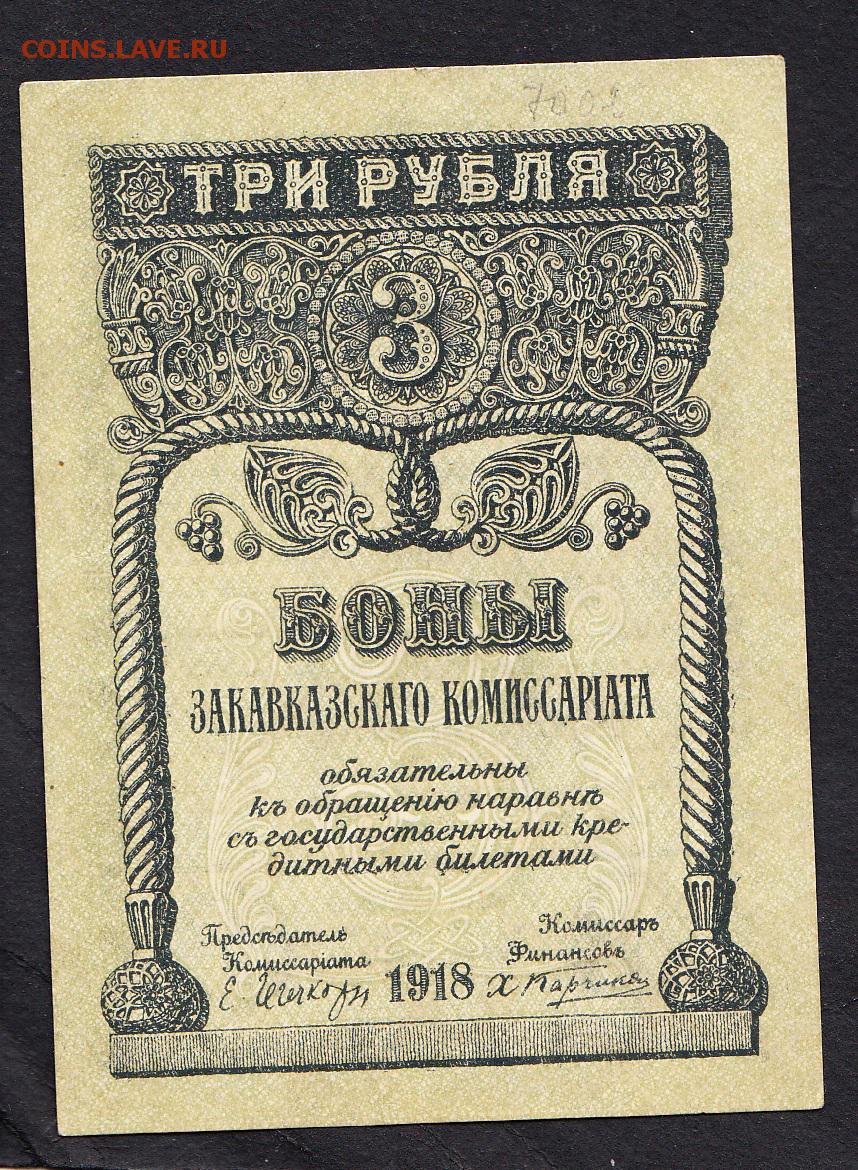 COINS.LAVE.RU
ТРИ РУБЛЯ
3
БОНЫ
ЗАКАВКАЗСКАГО КОМИССАРІАТА
обязательны
къ обращенію наравнѣ
съ государственными кре-
дитными билетами
Предсѣдатель
Комиссаріата
Комиссаръ
Финансовъ
1918